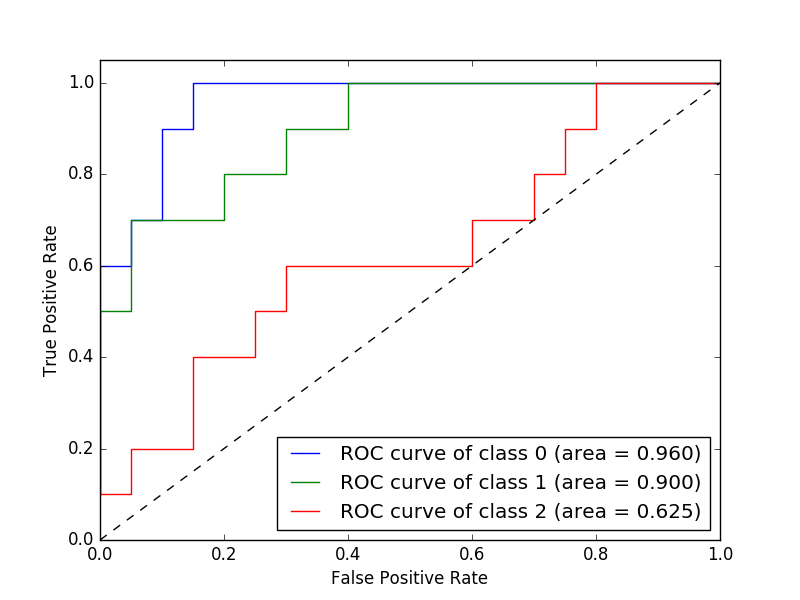 1.0
0.8
0.6
0.4
0.2
0.0
True Positive Rate
ROC curve of class 0 (area = 0.960)
ROC curve of class 1 (area = 0.900)
ROC curve of class 2 (area = 0.625)
0.0 0.2 0.4 0.6 0.8 1.0
False Positive Rate